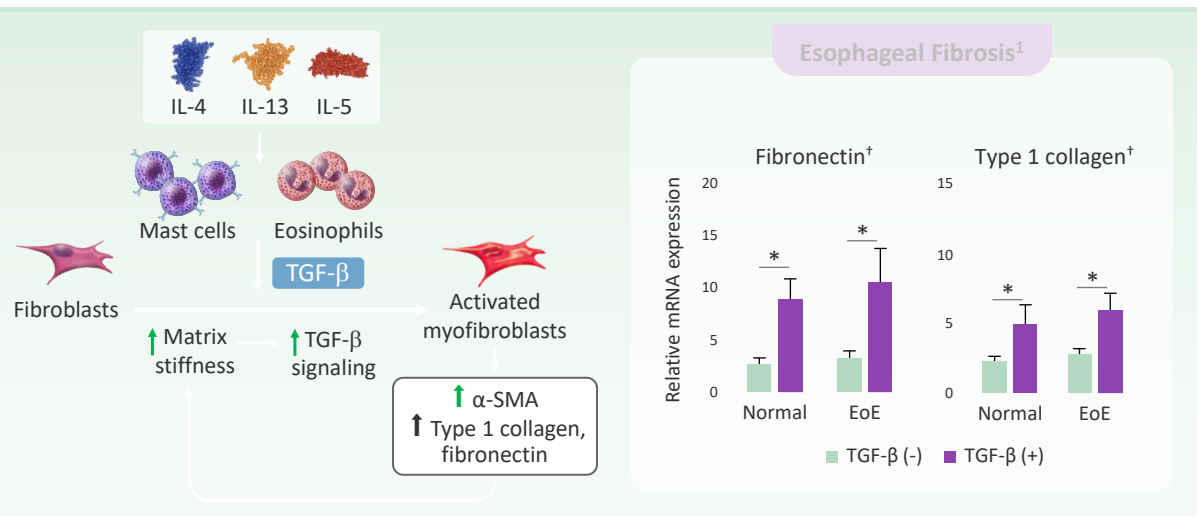 IL-4 IL-13 IL-5
Mast cells Eosinophils
TGF-β
Fibroblasts
Activated
myofibroblasts
Matrix
stiffness
TGF-β
signaling
α-SMA
Type 1 collagen,
fibronectin
Esophageal Fibrosis¹
Fibronectin†
Relative mRNA expression
20
15
10
5
0
*
*
Normal EoE
Type 1 collagen†
15
10
5
0
*
*
Normal EoE
TGF-β (-) TGF-β (+)